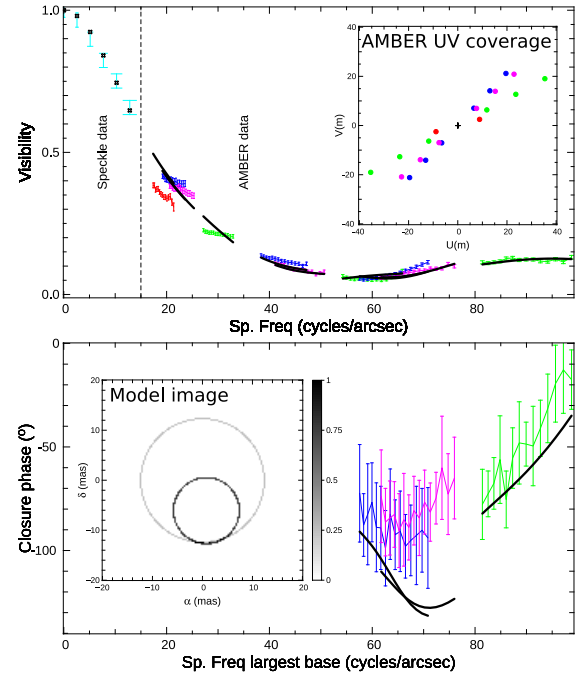 1.0
0.5
0.0
Visibility
Speckle data
AMBER data
AMBER UV coverage
40
20
0
−20
−40
V(m)
−40 −20 0 20 40
U(m)
20 40 60 80
Sp. Freq (cycles/arcsec)
0
−50
−100
Closure phase (º)
Model image
20
10
0
−10
−20
δ (mas)
−20 −10 0 10 20
α (mas)
1
0.75
0.5
0.25
0
0 20 40 60 80
Sp. Freq largest base (cycles/arcsec)